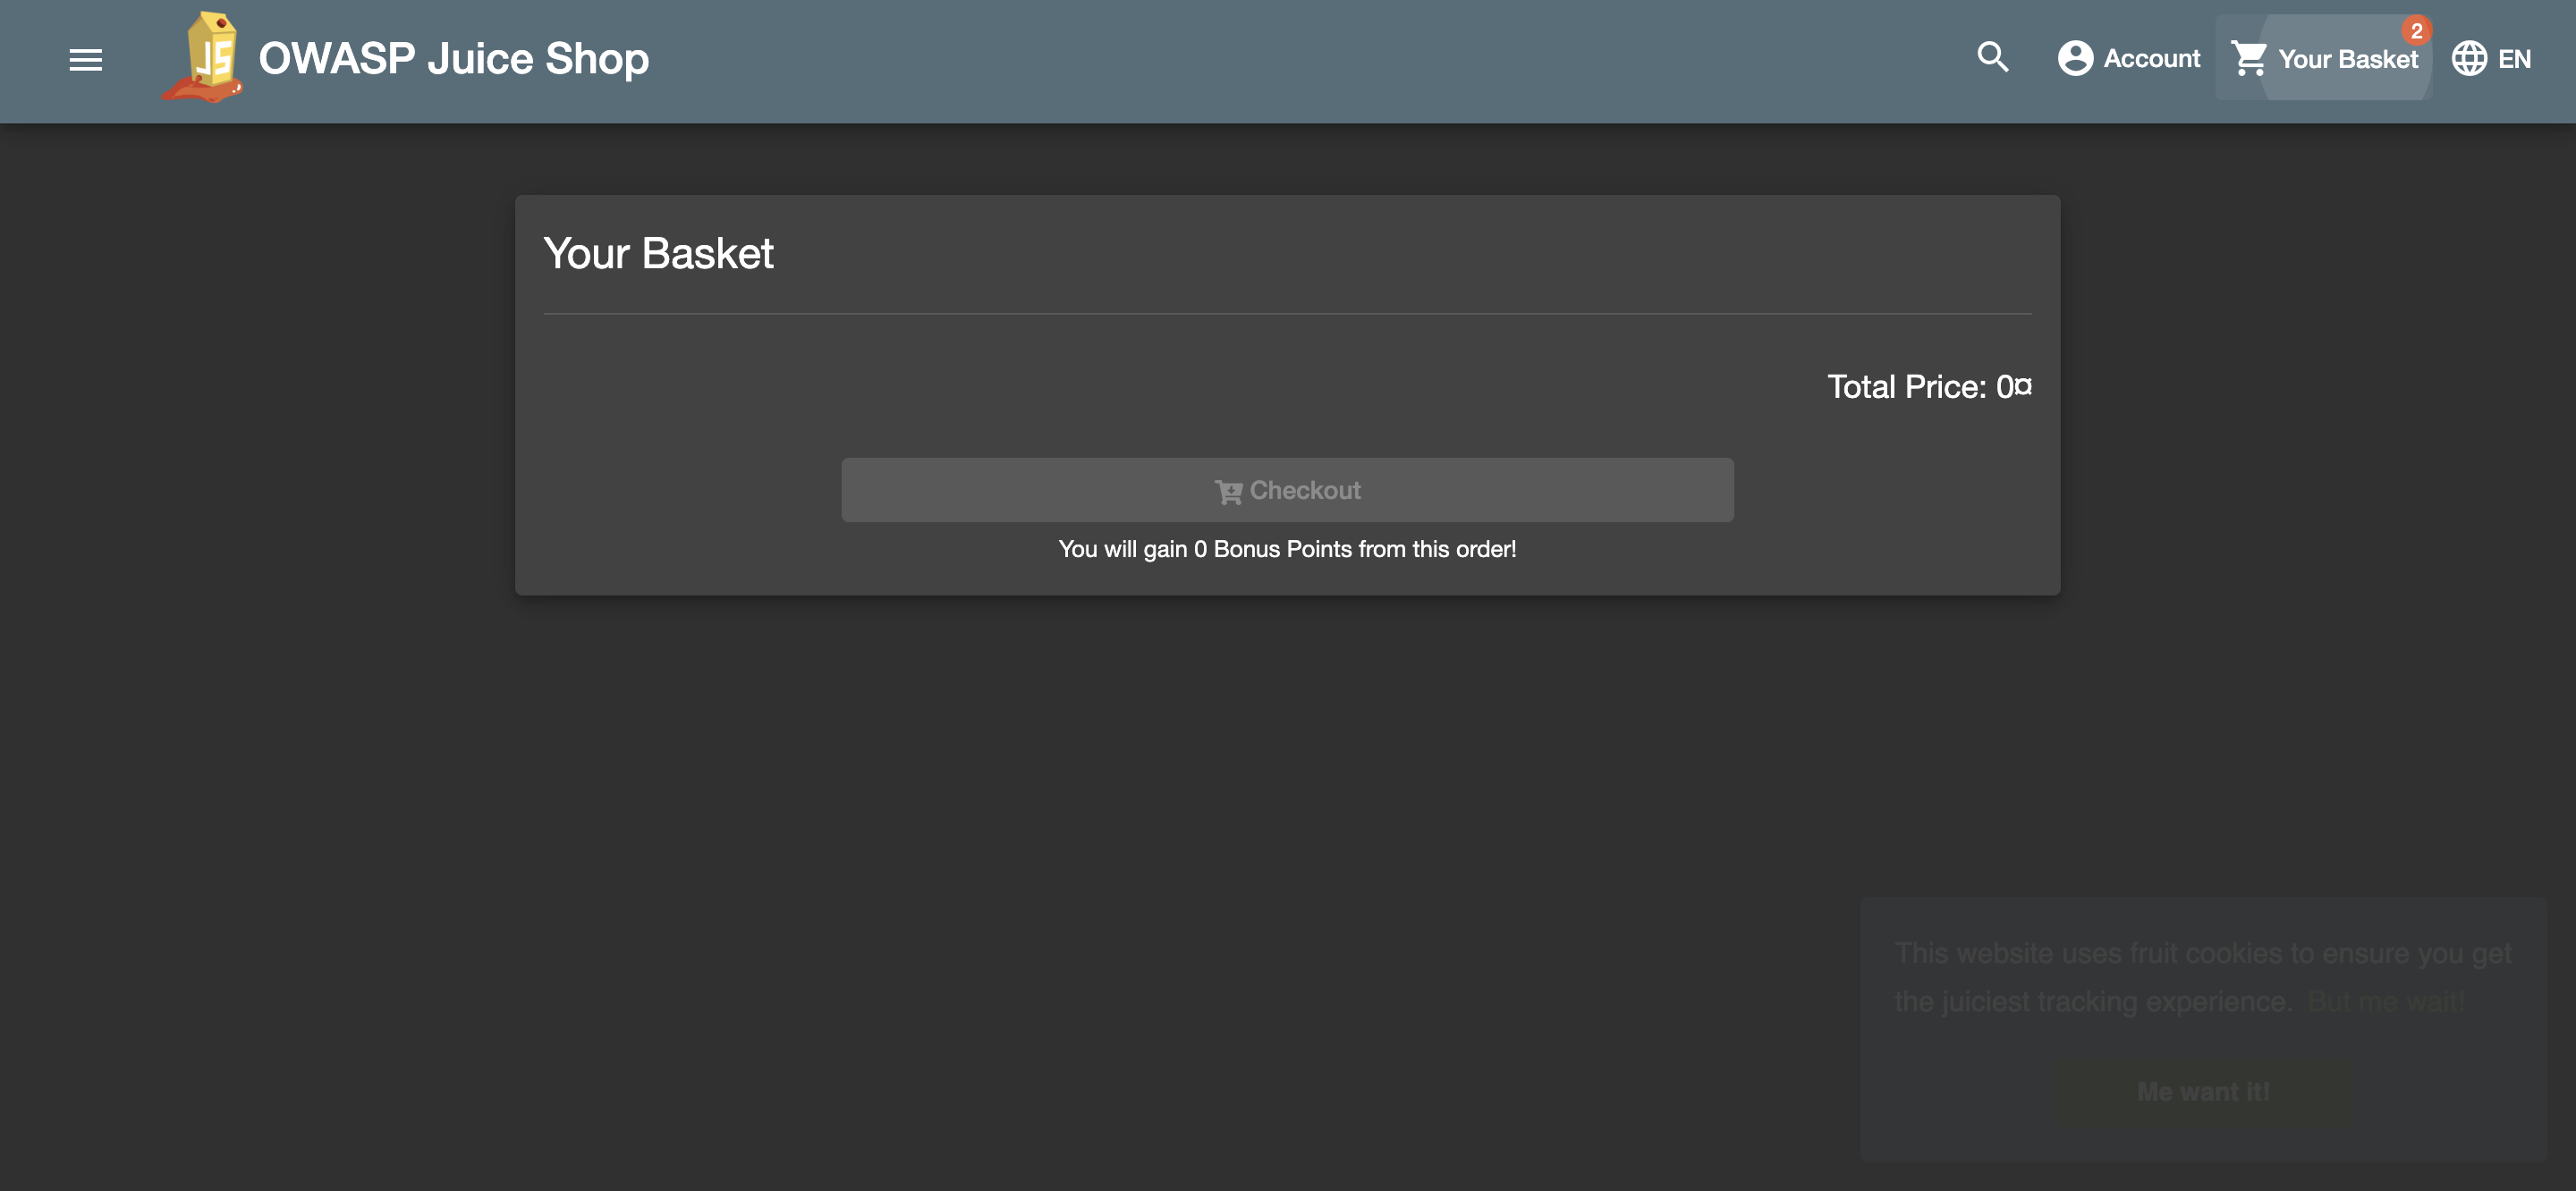 JS
OWASP Juice Shop
Account
Your Basket
2
EN
Your Basket
Total Price: 0¤
Checkout
You will gain 0 Bonus Points from this order!
This website uses fruit cookies to ensure you get
the juiciest tracking experience. But me wait!
Me want it!